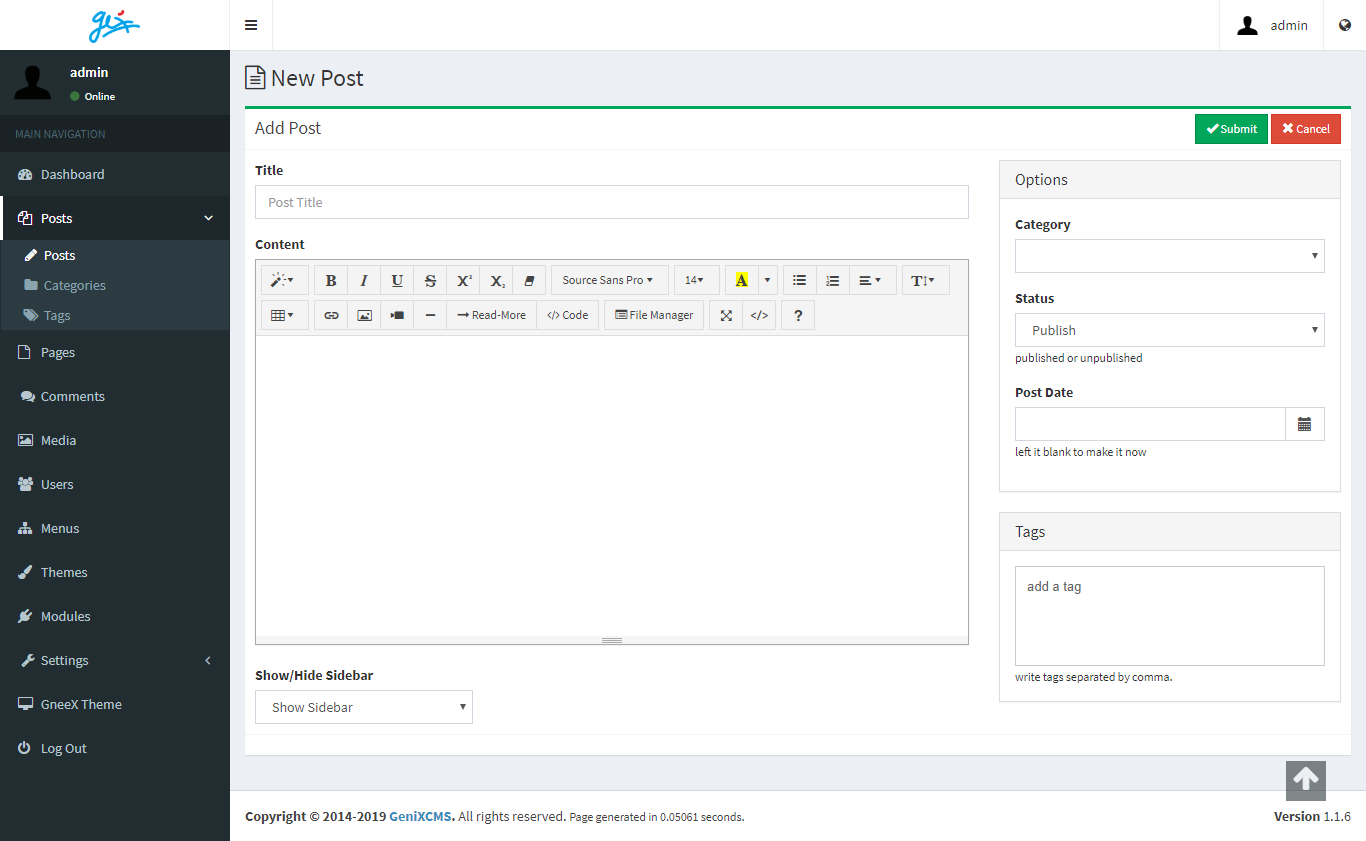 gix
admin
admin
Online
MAIN NAVIGATION
Dashboard
Posts
Posts
Categories
Tags
Pages
Comments
Media
Users
Menus
Themes
Modules
Settings
GneeX Theme
Log Out
New Post
Add Post
Submit
Cancel
Title
Post Title
Content
B I U S X² X₂ Source Sans Pro 14 A T
Read-More </> Code File Manager </> ?
Show/Hide Sidebar
Show Sidebar
Options
Category
Status
Publish
published or unpublished
Post Date
left it blank to make it now
Tags
add a tag
write tags separated by comma.
Copyright © 2014-2019 GeniXCMS. All rights reserved. Page generated in 0.05061 seconds.
Version 1.1.6